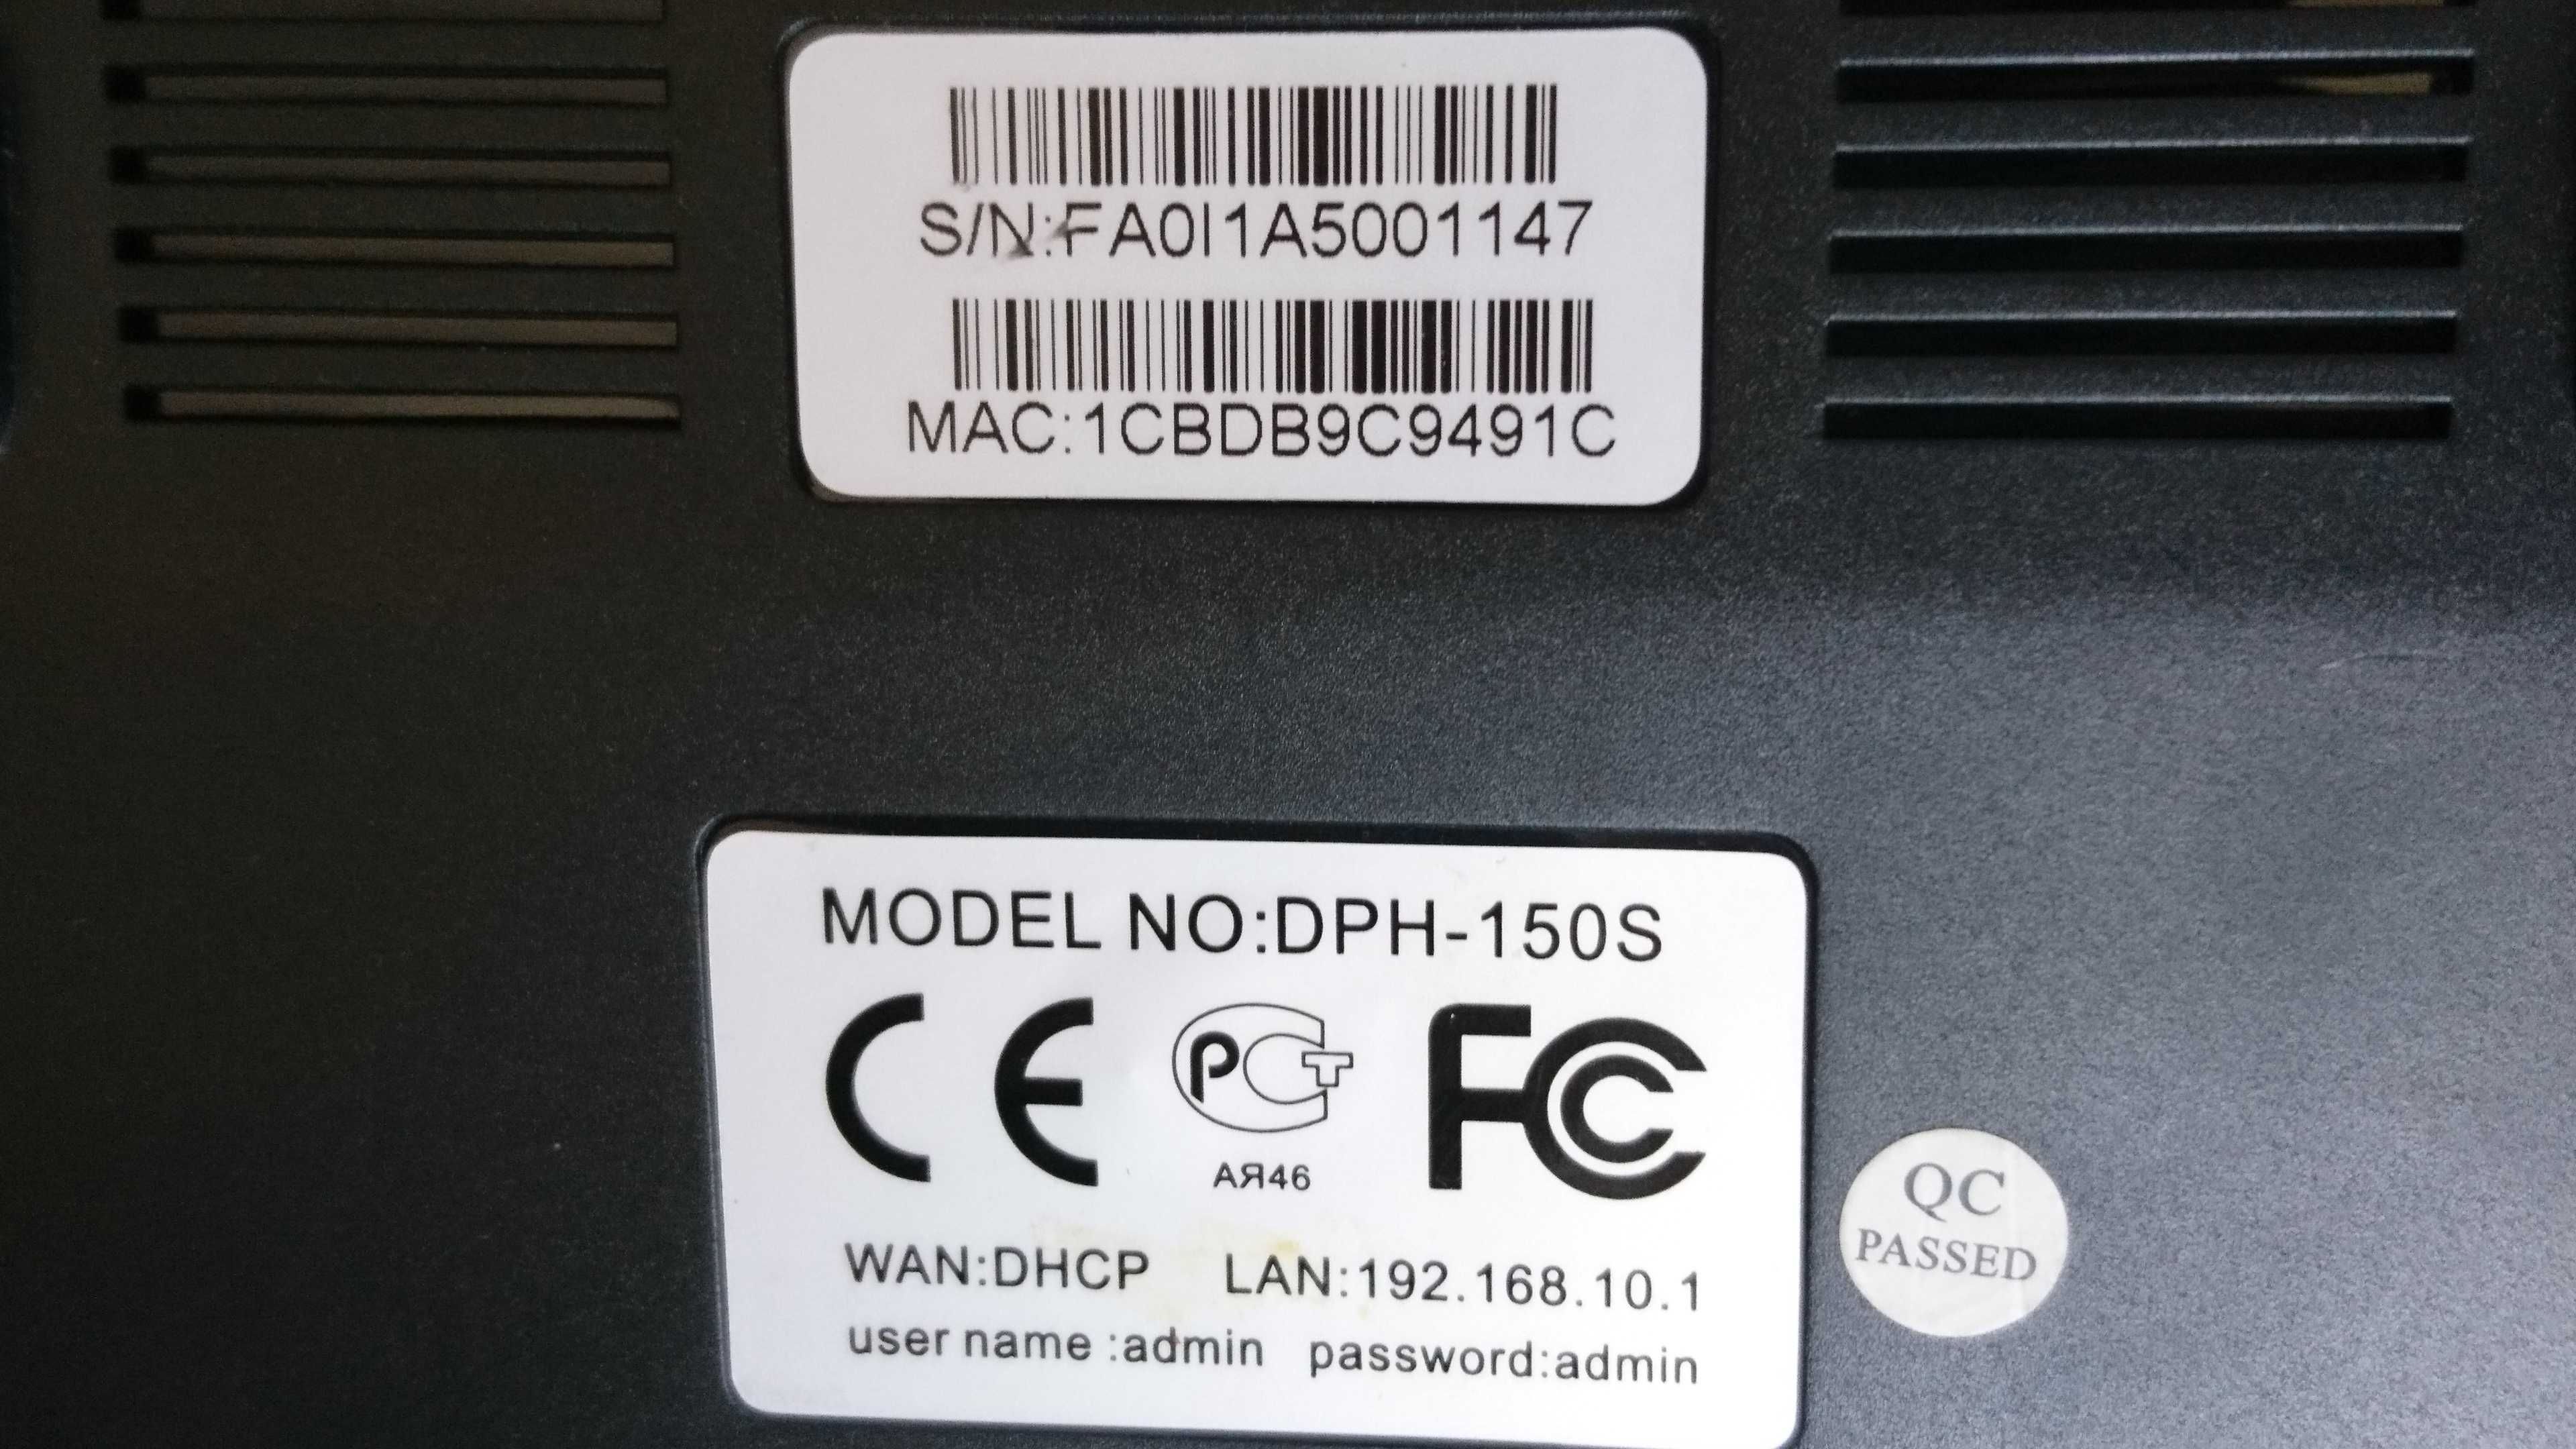 S/N:FA0I1A5001147
MAC:1CBDB9C9491C
MODEL NO:DPH-150S
CE PCT FC
АЯ46
WAN:DHCP LAN:192.168.10.1
user name :admin password:admin
QC
PASSED